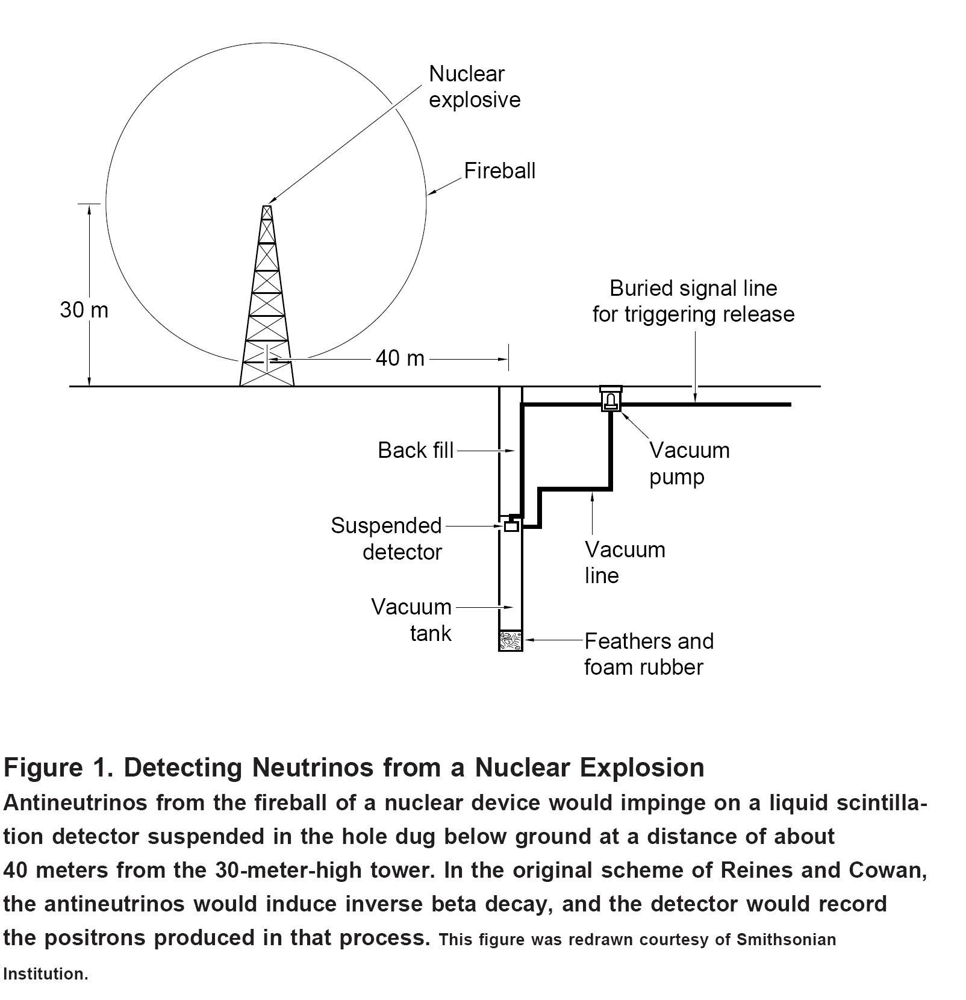 Nuclear
explosive
Fireball
30 m
Buried signal line
for triggering release
40 m
Back fill
Vacuum
pump
Suspended
detector
Vacuum
line
Vacuum
tank
Feathers and
foam rubber
Figure 1. Detecting Neutrinos from a Nuclear Explosion
Antineutrinos from the fireball of a nuclear device would impinge on a liquid scintilla-
tion detector suspended in the hole dug below ground at a distance of about
40 meters from the 30-meter-high tower. In the original scheme of Reines and Cowan,
the antineutrinos would induce inverse beta decay, and the detector would record
the positrons produced in that process. This figure was redrawn courtesy of Smithsonian
Institution.